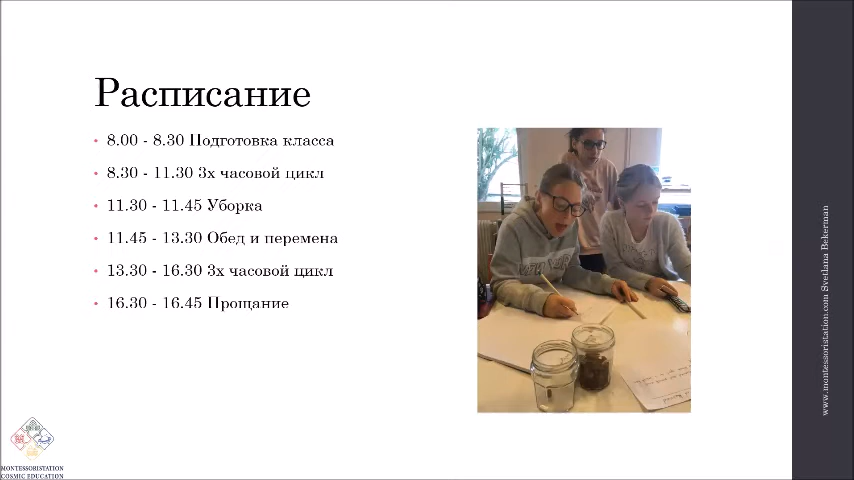 Расписание
8.00 - 8.30 Подготовка класса
8.30 - 11.30 3х часовой цикл
11.30 - 11.45 Уборка
11.45 - 13.30 Обед и перемена
13.30 - 16.30 3х часовой цикл
16.30 - 16.45 Прощание
www.montessoristation.com Svetlana Bekerman
MONTESSORISTATION
COSMIC EDUCATION